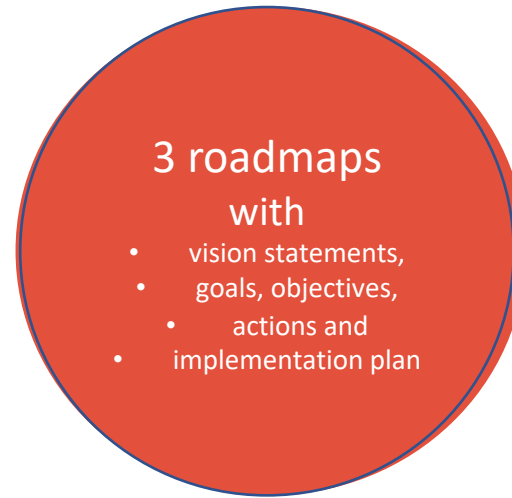 3 roadmaps
with
• vision statements,
• goals, objectives,
• actions and
• implementation plan